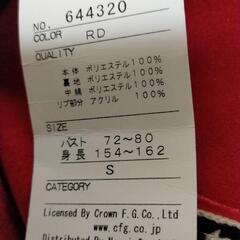 NO. 644320
COLOR RD
QUALITY
本体 ポリエステル100%
裏地 ポリエステル100%
中綿 ポリエステル100%
リブ部分 アクリル 100%
SIZE
バスト 72~80
身長 154~162
S
CATEGORY
Licensed By Crown F.G.Co.,Ltd
www.cfg.co.jp
Distributed By